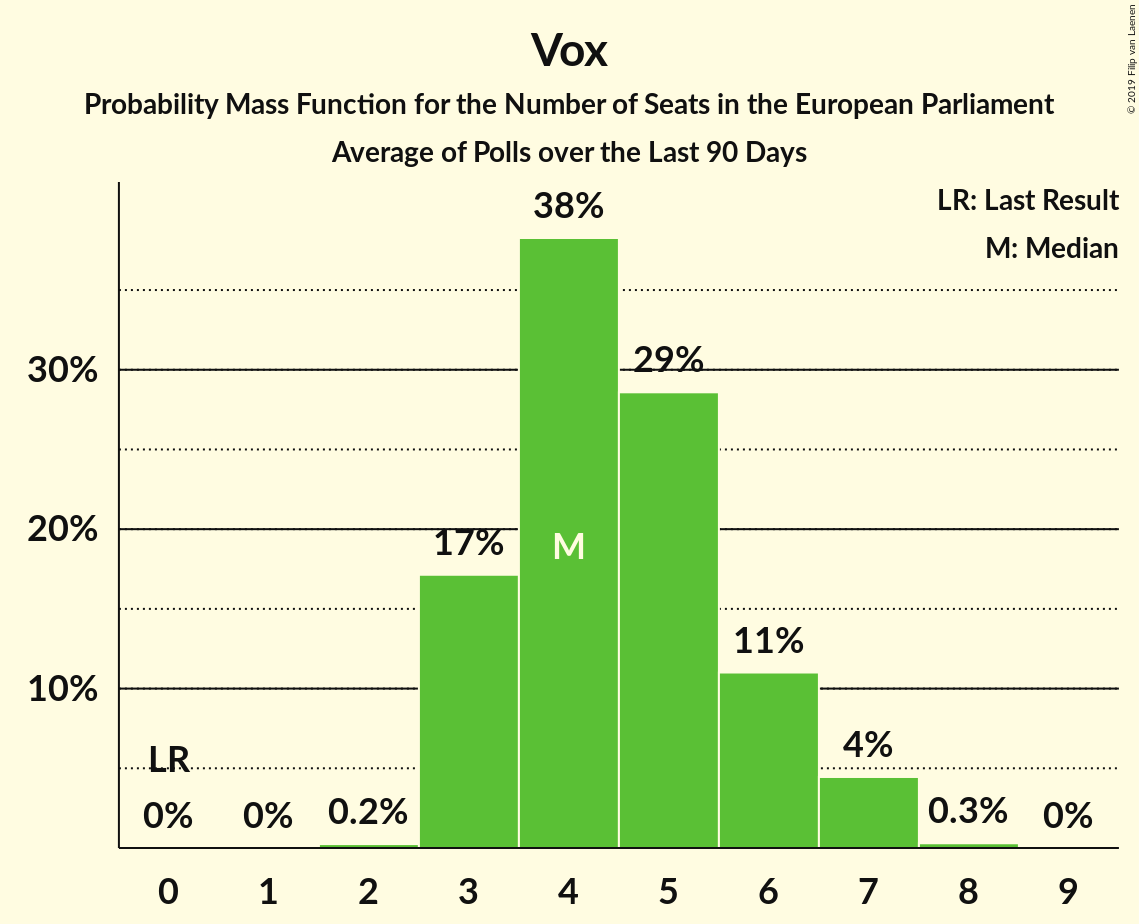 Vox
Probability Mass Function for the Number of Seats in the European Parliament
Average of Polls over the Last 90 Days
© 2019 Filip van Laenen
LR: Last Result
M: Median
38%
29%
30%
20%
17%
M
11%
10%
4%
LR
0%
0%
0.2%
0.3%
0%
0 1 2 3 4 5 6 7 8 9